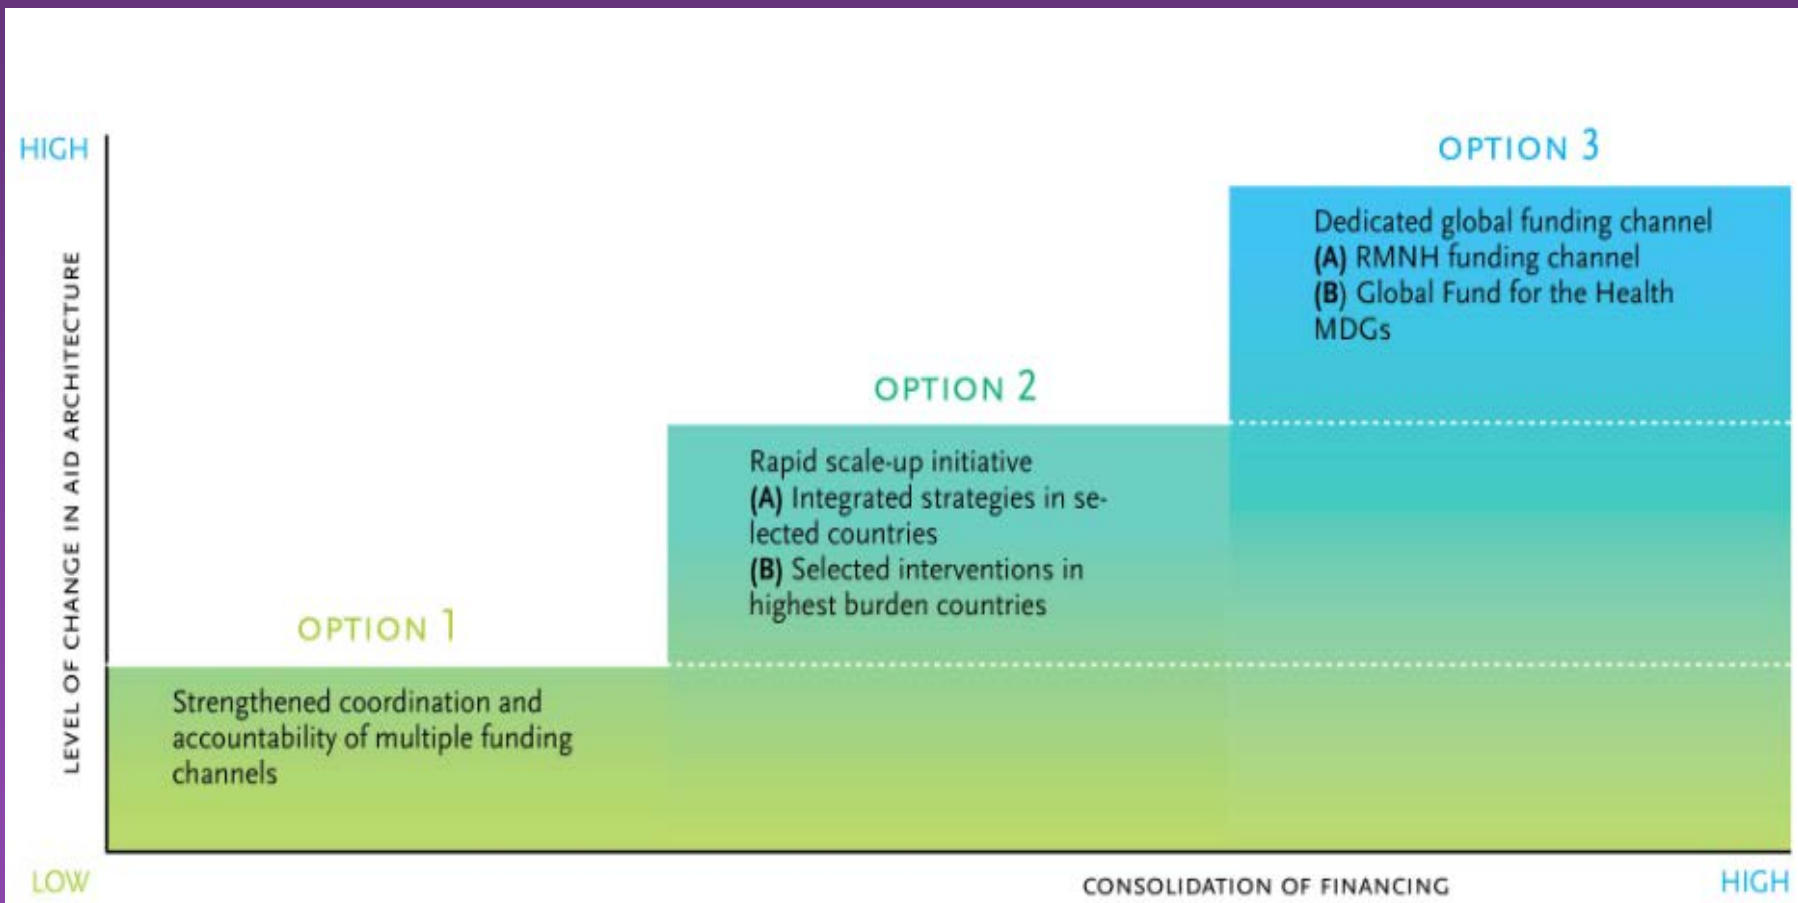 HIGH
OPTION 3
Dedicated global funding channel
(A) RMNH funding channel
(B) Global Fund for the Health
MDGs
OPTION 2
Rapid scale-up initiative
(A) Integrated strategies in se-
lected countries
(B) Selected interventions in
highest burden countries
OPTION 1
Strengthened coordination and
accountability of multiple funding
channels
LEVEL OF CHANGE IN AID ARCHITECTURE
LOW
CONSOLIDATION OF FINANCING
HIGH